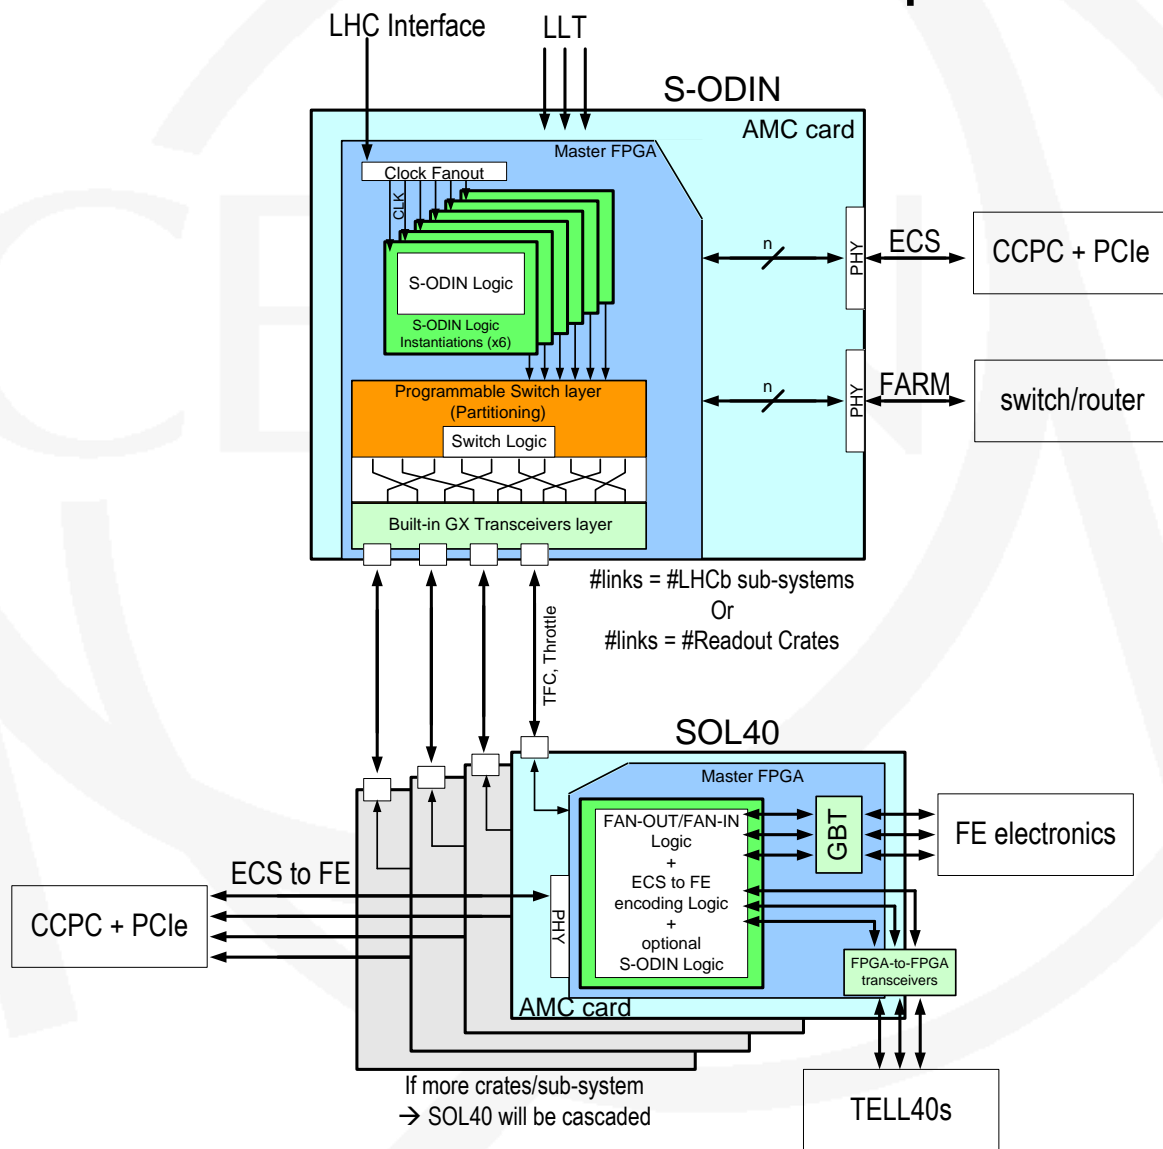 LHC Interface
LLT
S-ODIN
AMC card
Master FPGA
Clock Fanout
CLK
S-ODIN Logic
S-ODIN Logic
Instantiations (x6)
n
PHY
ECS
CCPC + PCIe
Programmable Switch layer
(Partitioning)
Switch Logic
n
PHY
FARM
switch/router
Built-in GX Transceivers layer
#links = #LHCb sub-systems
Or
#links = #Readout Crates
TFC, Throttle
SOL40
Master FPGA
FAN-OUT/FAN-IN
Logic
+
ECS to FE
encoding Logic
+
optional
S-ODIN Logic
GBT
FE electronics
ECS to FE
CCPC + PCIe
PHY
FPGA-to-FPGA
transceivers
AMC card
If more crates/sub-system
→ SOL40 will be cascaded
TELL40s